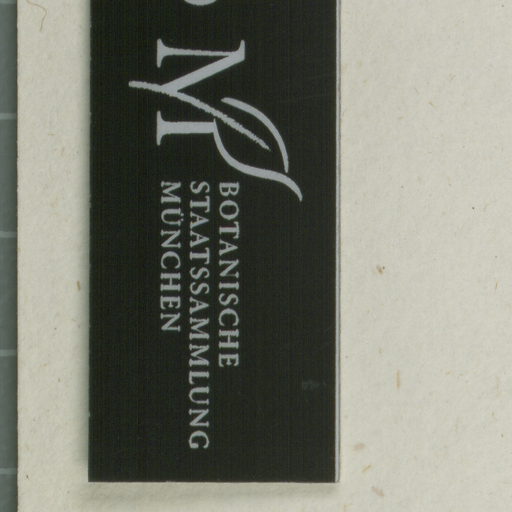 M
BOTANISCHE
STAATSSAMMLUNG
MÜNCHEN